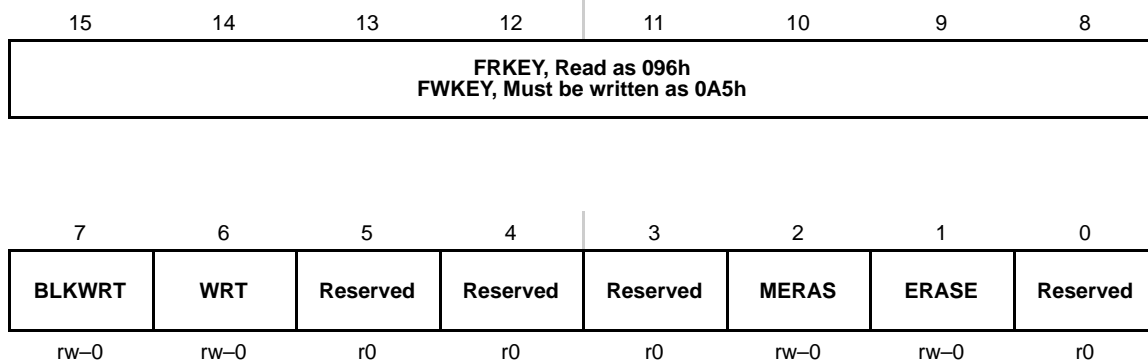 15 14 13 12 11 10 9 8
FRKEY, Read as 096h
FWKEY, Must be written as 0A5h
7 6 5 4 3 2 1 0
BLKWRT WRT Reserved Reserved Reserved MERAS ERASE Reserved
rw–0 rw–0 r0 r0 r0 rw–0 rw–0 r0